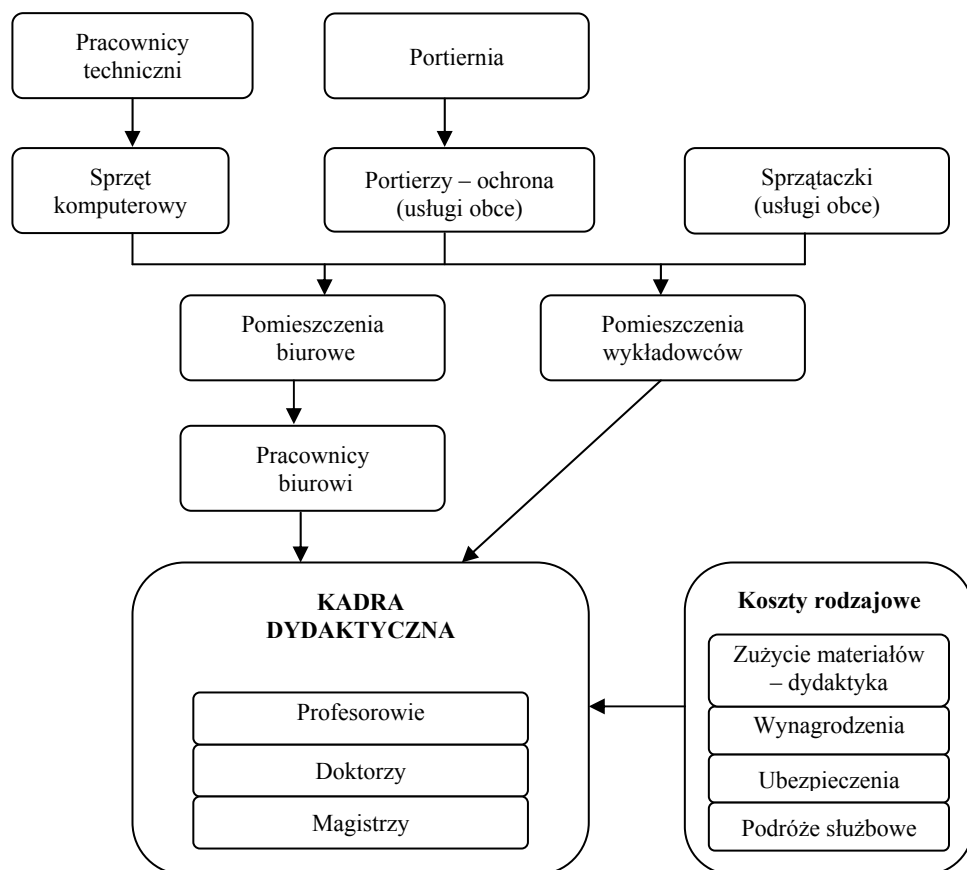 Pracownicy
techniczni
Portiernia
Sprzęt
komputerowy
Portierzy – ochrona
(usługi obce)
Sprzątaczki
(usługi obce)
Pomieszczenia
biurowe
Pomieszczenia
wykładowców
Pracownicy
biurowi
KADRA
DYDAKTYCZNA
Profesorowie
Doktorzy
Magistrzy
Koszty rodzajowe
Zużycie materiałów
– dydaktyka
Wynagrodzenia
Ubezpieczenia
Podróże służbowe